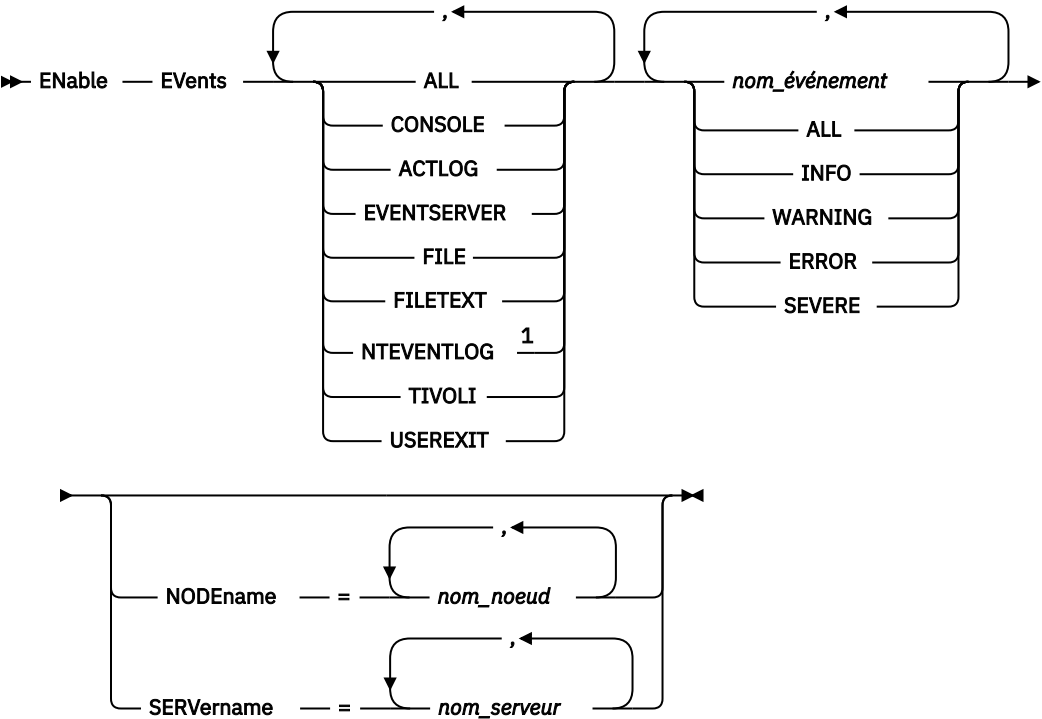 , ,
ENable EVents ALL nom_événement
CONSOLE ALL
ACTLOG INFO
EVENTSERVER WARNING
FILE ERROR
FILETEXT SEVERE
NTEVENTLOG 1
TIVOLI
USEREXIT
,
NODEname = nom_noeud
,
SERVername = nom_serveur